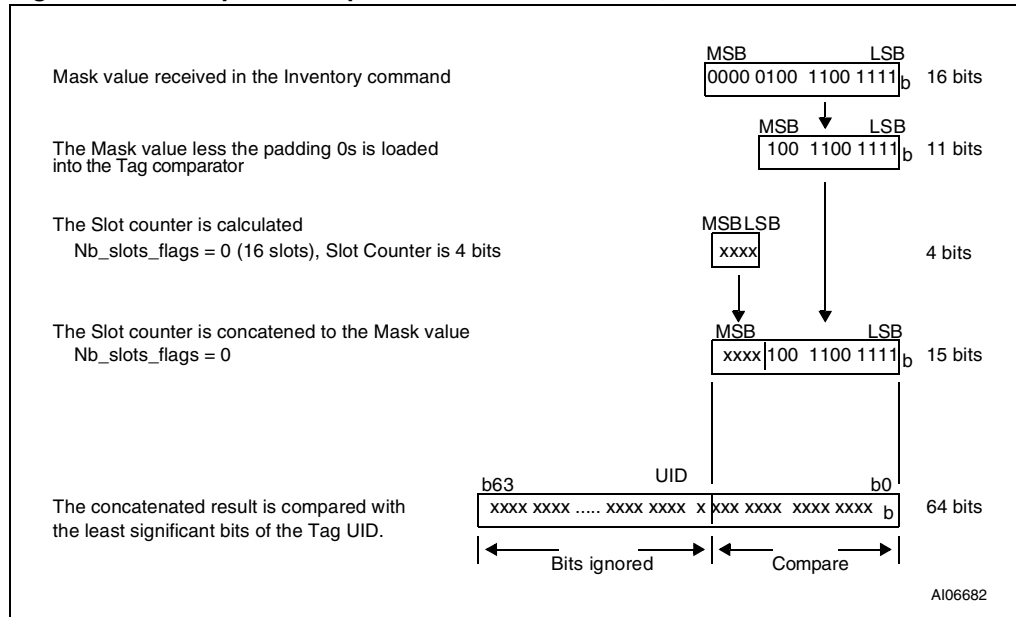 MSB LSB
Mask value received in the Inventory command 0000 0100 1100 1111 b 16 bits
MSB LSB
The Mask value less the padding 0s is loaded
into the Tag comparator
100 1100 1111 b 11 bits
The Slot counter is calculated
MSB LSB
Nb_slots_flags = 0 (16 slots), Slot Counter is 4 bits xxxx 4 bits
The Slot counter is concatened to the Mask value
MSB LSB
Nb_slots_flags = 0 xxxx 100 1100 1111 b 15 bits
UID
b63 b0
The concatenated result is compared with
the least significant bits of the Tag UID.
xxxx xxxx ..... xxxx xxxx x xxx xxxx xxxx xxxx b 64 bits
Bits ignored Compare
AI06682